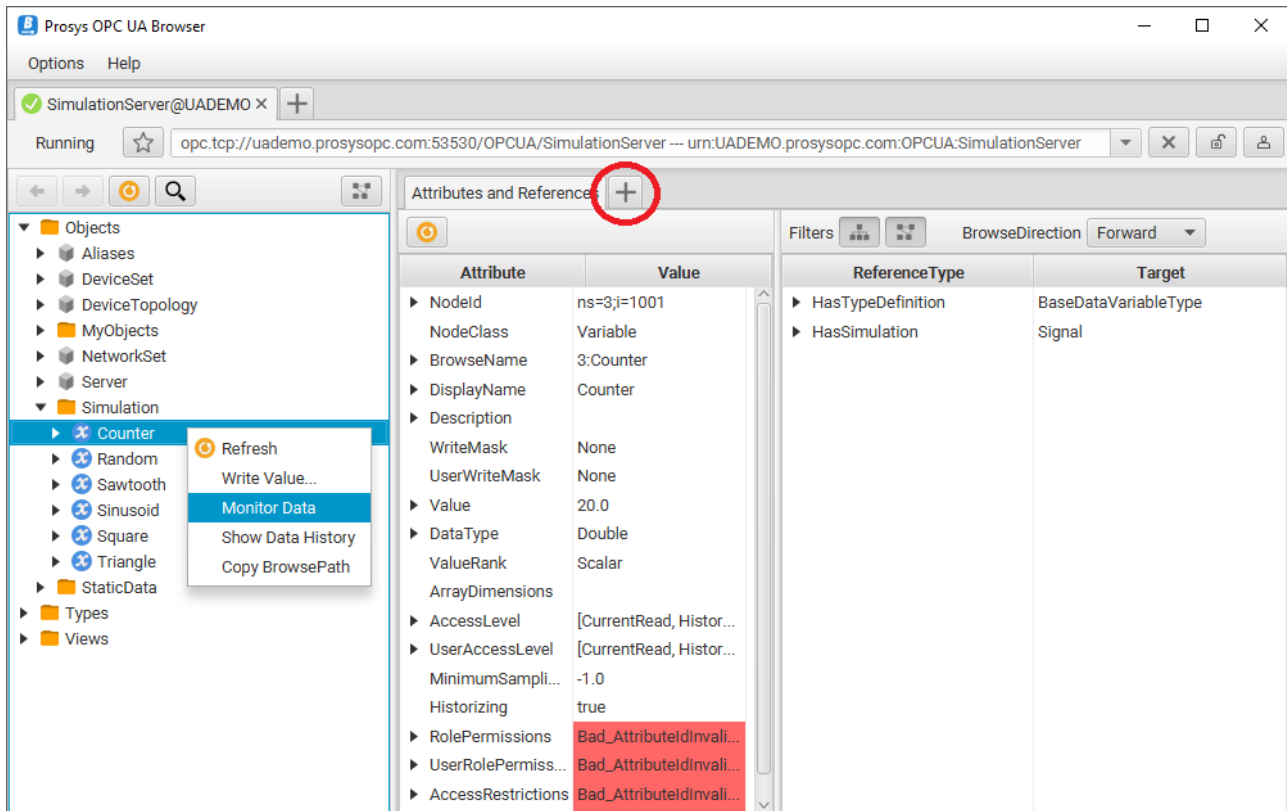 Prosys OPC UA Browser
Options Help
SimulationServer@UADEMO
Running opc.tcp://uademo.prosysopc.com:53530/OPCUA/SimulationServer --- urn:UADEMO.prosysopc.com:OPCUA:SimulationServer
Objects
Aliases
DeviceSet
DeviceTopology
MyObjects
NetworkSet
Server
Simulation
Counter
Random
Sawtooth
Sinusoid
Square
Triangle
StaticData
Types
Views
Refresh
Write Value...
Monitor Data
Show Data History
Copy BrowsePath
Attributes and References
Attribute Value
NodeId ns=3;i=1001
NodeClass Variable
BrowseName 3:Counter
DisplayName Counter
Description
WriteMask None
UserWriteMask None
Value 20.0
DataType Double
ValueRank Scalar
ArrayDimensions
AccessLevel [CurrentRead, Histor...
UserAccessLevel [CurrentRead, Histor...
MinimumSampli... -1.0
Historizing true
RolePermissions Bad_AttributeIdInvali...
UserRolePermiss... Bad_AttributeIdInvali...
AccessRestrictions Bad_AttributeIdInvali...
Filters BrowseDirection Forward
ReferenceType Target
HasTypeDefinition BaseDataVariableType
HasSimulation Signal